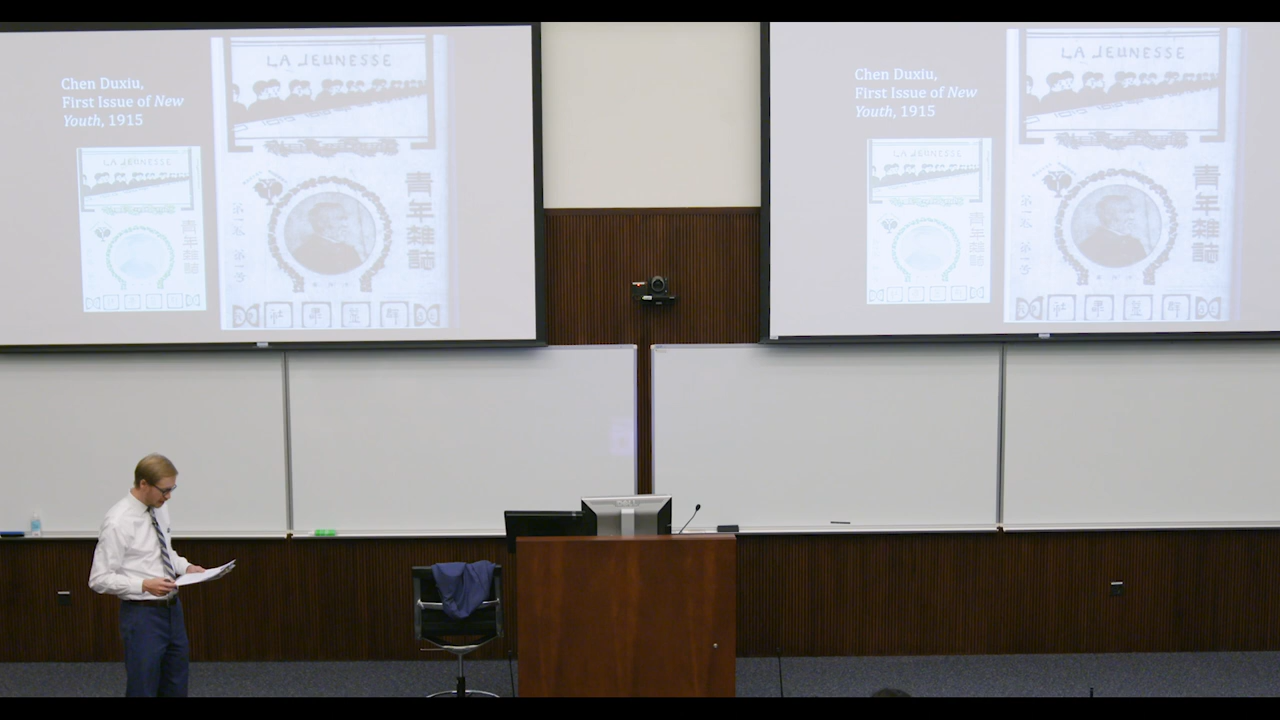 Chen Duxiu,
First Issue of New
Youth, 1915
LA JEUNESSE
青年雜誌
LA JEUNESSE
青年雜誌
Chen Duxiu,
First Issue of New
Youth, 1915
LA JEUNESSE
青年雜誌
LA JEUNESSE
青年雜誌